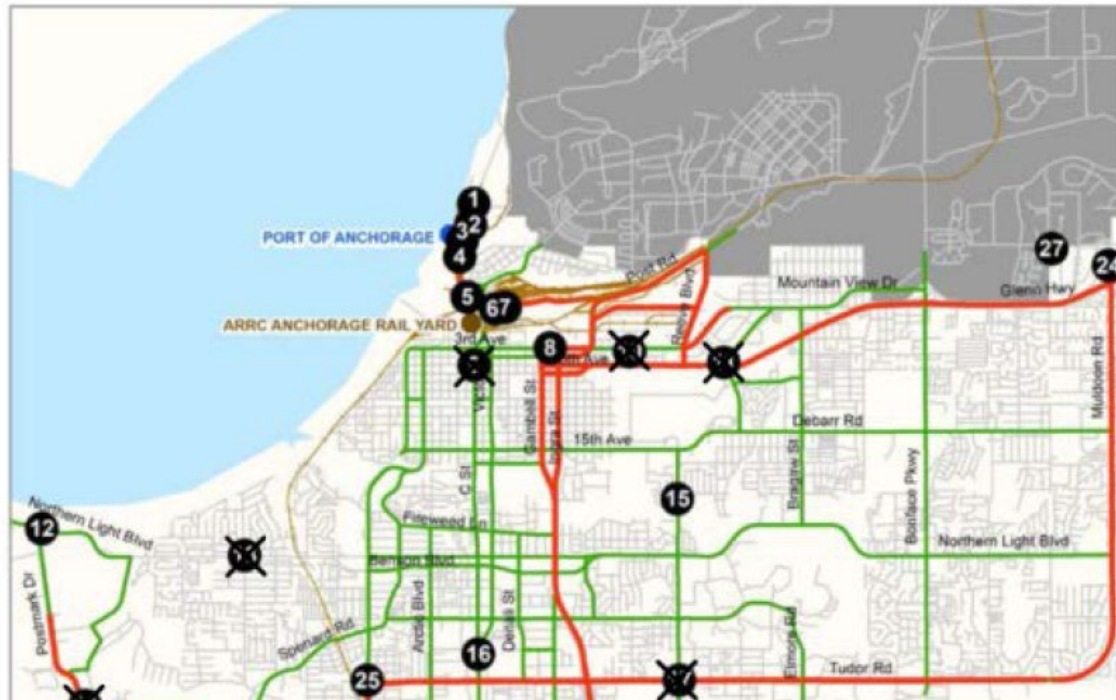 1
2
3
PORT OF ANCHORAGE
4
27
24
Post Rd
Mountain View Dr
Glenn Hwy
5
67
Reeve Blvd
ARRC ANCHORAGE RAIL YARD
3rd Ave
8
Gambell St
Ingra St
Muldoon Rd
Debarr Rd
15th Ave
C St
Bragaw St
Boniface Pkwy
15
12
Northern Light Blvd
Fireweed Ln
Benson Blvd
Northern Light Blvd
Postmark Dr
Arctic Blvd
Denali St
Spenard Rd
Elmore Rd
16
25
Tudor Rd